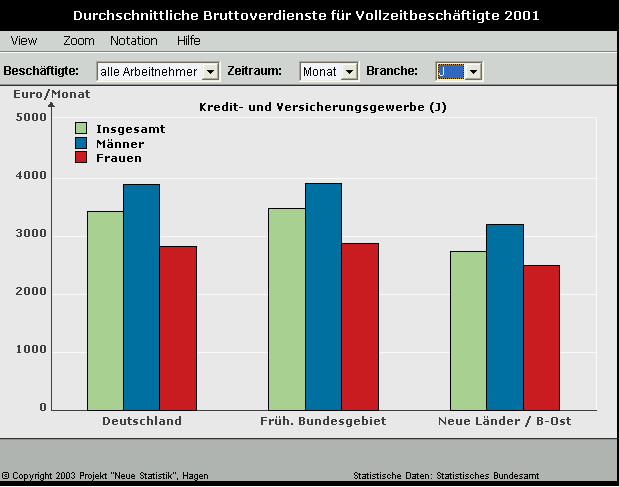 Durchschnittliche Bruttoverdienste für Vollzeitbeschäftigte 2001
View Zoom Notation Hilfe
Beschäftigte: alle Arbeitnehmer Zeitraum: Monat Branche: J
Euro/Monat
Kredit- und Versicherungsgewerbe (J)
5000
Insgesamt
Männer
Frauen
4000
3000
2000
1000
0
Deutschland Früh. Bundesgebiet Neue Länder / B-Ost
© Copyright 2003 Projekt "Neue Statistik", Hagen Statistische Daten: Statistisches Bundesamt